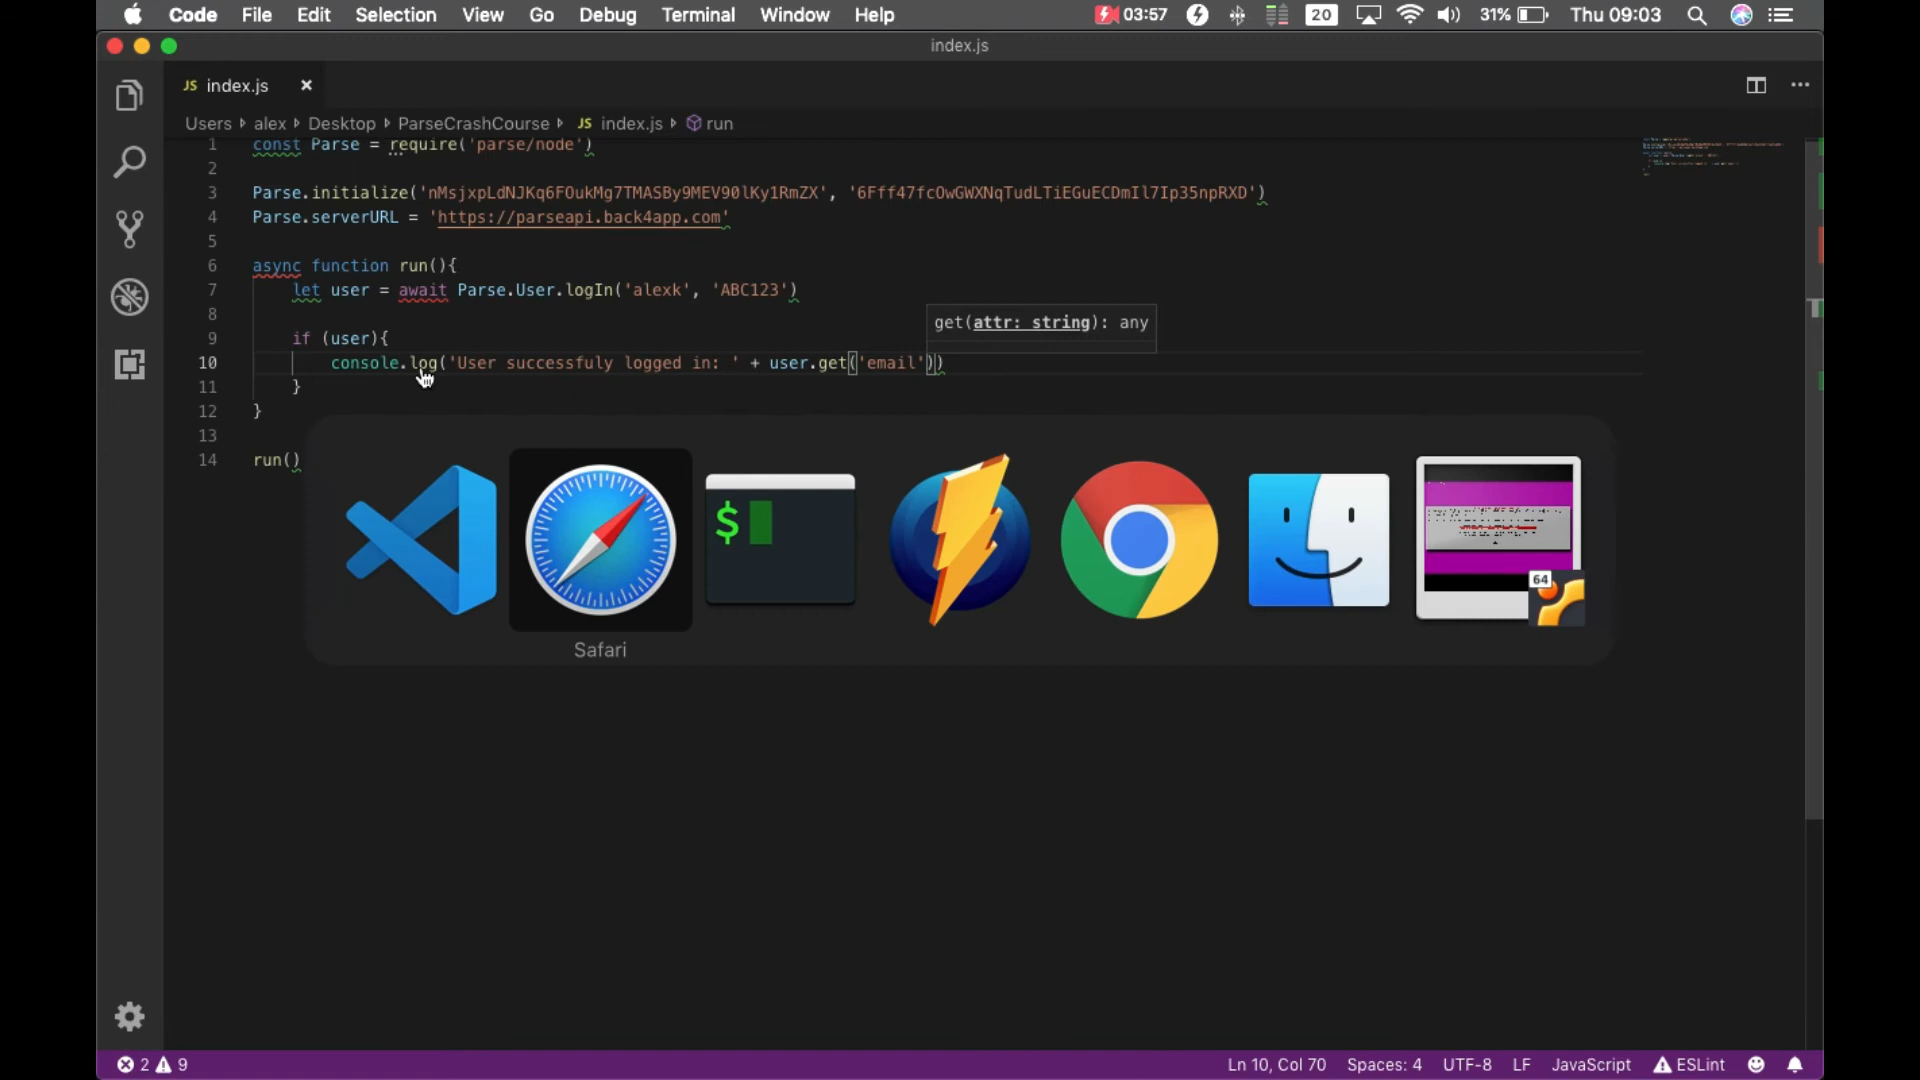 Code File Edit Selection View Go Debug Terminal Window Help 03:57 20 31% Thu 09:03
index.js
JS index.js
Users alex Desktop ParseCrashCourse JS index.js run
1 const Parse = require('parse/node')
2
3 Parse.initialize('nMsjxpLdNJKq6FOukMg7TMASBy9MEV90lKy1RmZX', '6Fff47fcOwGWXNqTudLTiEGuECDmIl7Ip35npRXD')
4 Parse.serverURL = 'https://parseapi.back4app.com'
5
6 async function run(){
7 let user = await Parse.User.logIn('alexk', 'ABC123')
8
get(attr: string): any
9 if (user){
10 console.log('User successfuly logged in: ' + user.get('email'))
11 }
12 }
13
14 run()
$
64
Safari
2 9 Ln 10, Col 70 Spaces: 4 UTF-8 LF JavaScript ESLint